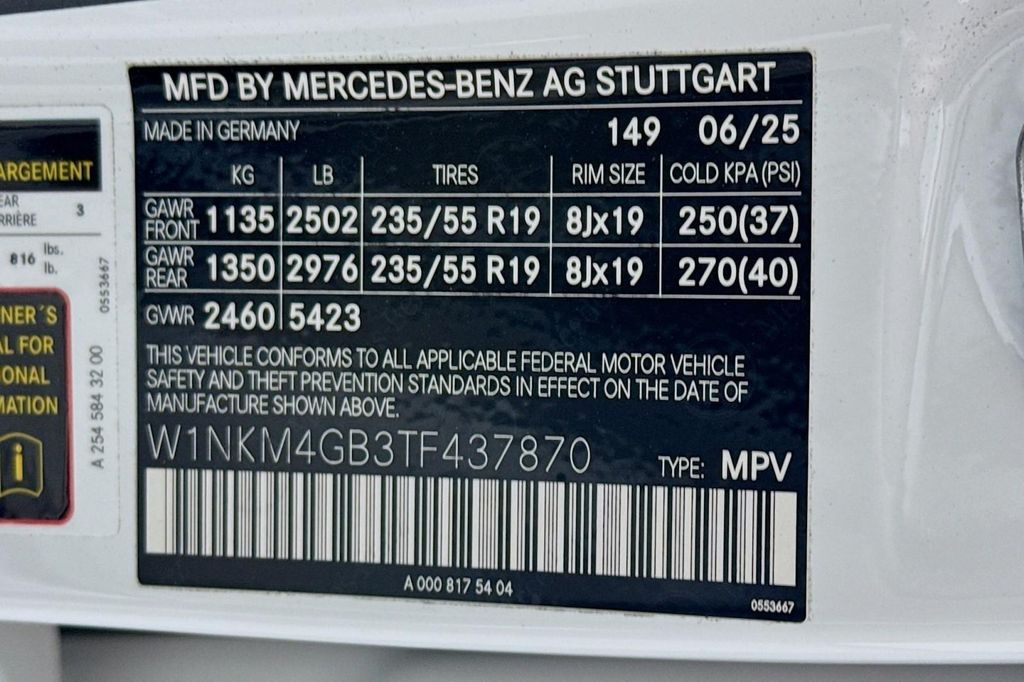 ARGEMENT
EAR
RRIÈRE
3
816 lbs.
lb.
0553667
NER'S
AL FOR
ONAL
MATION
i
A 254 584 32 00
MFD BY MERCEDES-BENZ AG STUTTGART
MADE IN GERMANY 149 06/25
KG LB TIRES RIM SIZE COLD KPA (PSI)
GAWR FRONT 1135 2502 235/55 R19 8Jx19 250(37)
GAWR REAR 1350 2976 235/55 R19 8Jx19 270(40)
GVWR 2460 5423
THIS VEHICLE CONFORMS TO ALL APPLICABLE FEDERAL MOTOR VEHICLE
SAFETY AND THEFT PREVENTION STANDARDS IN EFFECT ON THE DATE OF
MANUFACTURE SHOWN ABOVE.
W1NKM4GB3TF437870 TYPE: MPV
A 000 817 54 04
0553667